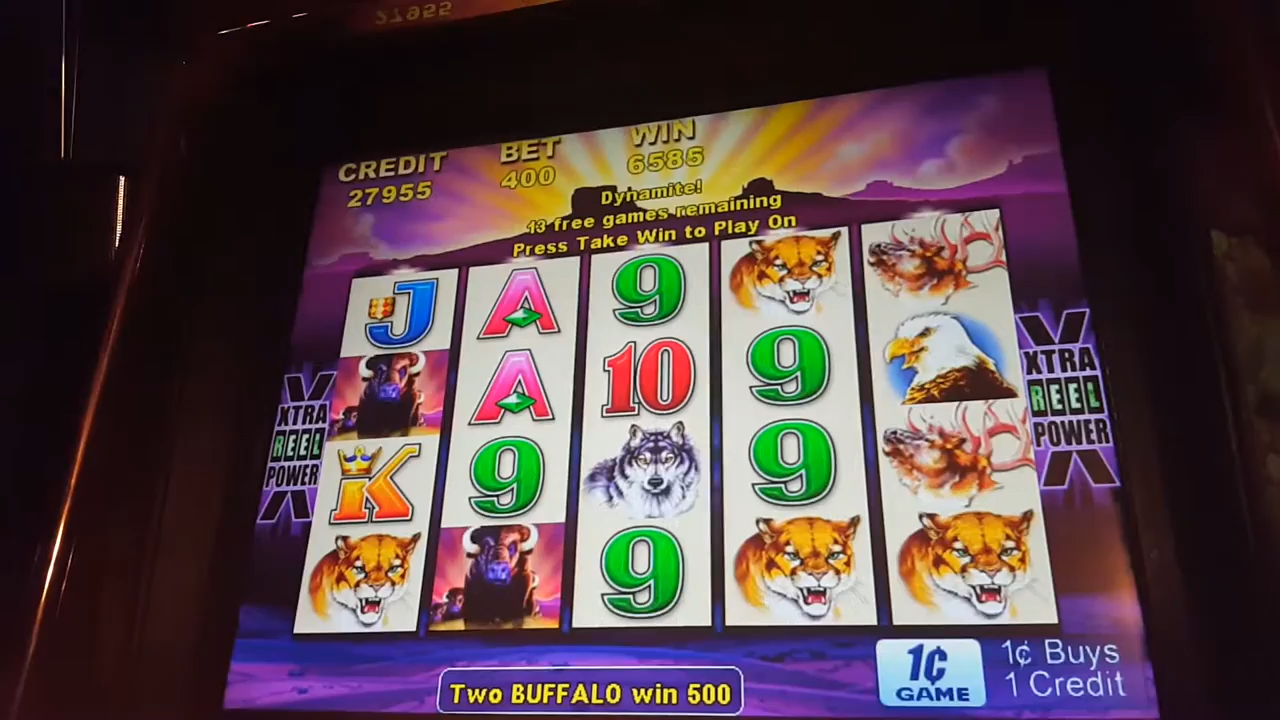 27955
CREDIT
27955
BET
400
WIN
6585
Dynamite!
13 free games remaining
Press Take Win to Play On
J A 9
A 10 9
K 9 9
9
XTRA
REEL
POWER
XTRA
REEL
POWER
1¢
GAME
1¢ Buys
1 Credit
Two BUFFALO win 500